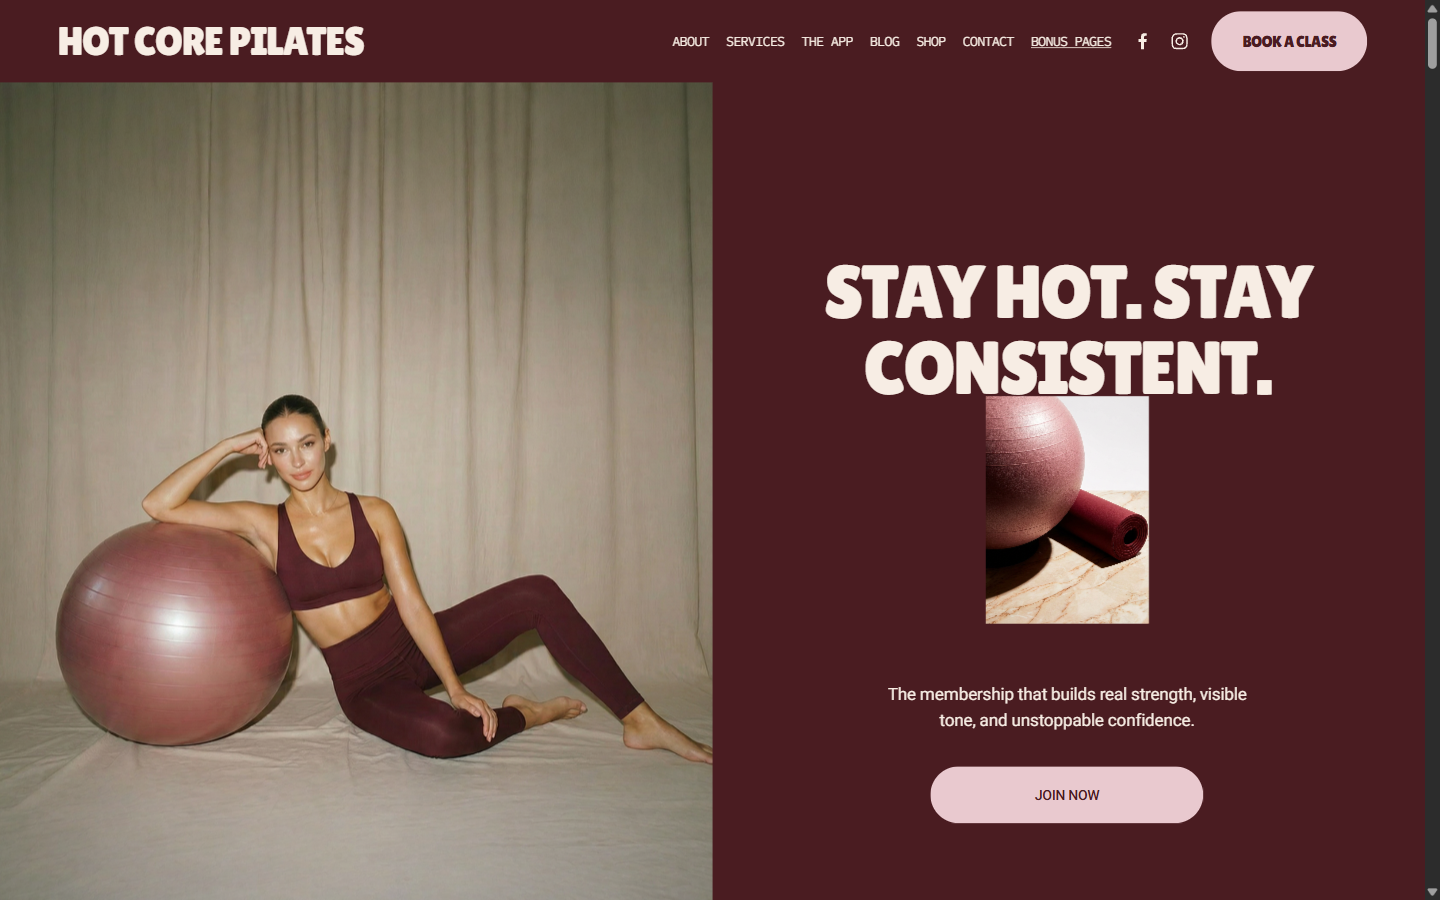 HOT CORE PILATES
ABOUT SERVICES THE APP BLOG SHOP CONTACT BONUS PAGES
BOOK A CLASS
STAY HOT. STAY
CONSISTENT.
The membership that builds real strength, visible
tone, and unstoppable confidence.
JOIN NOW